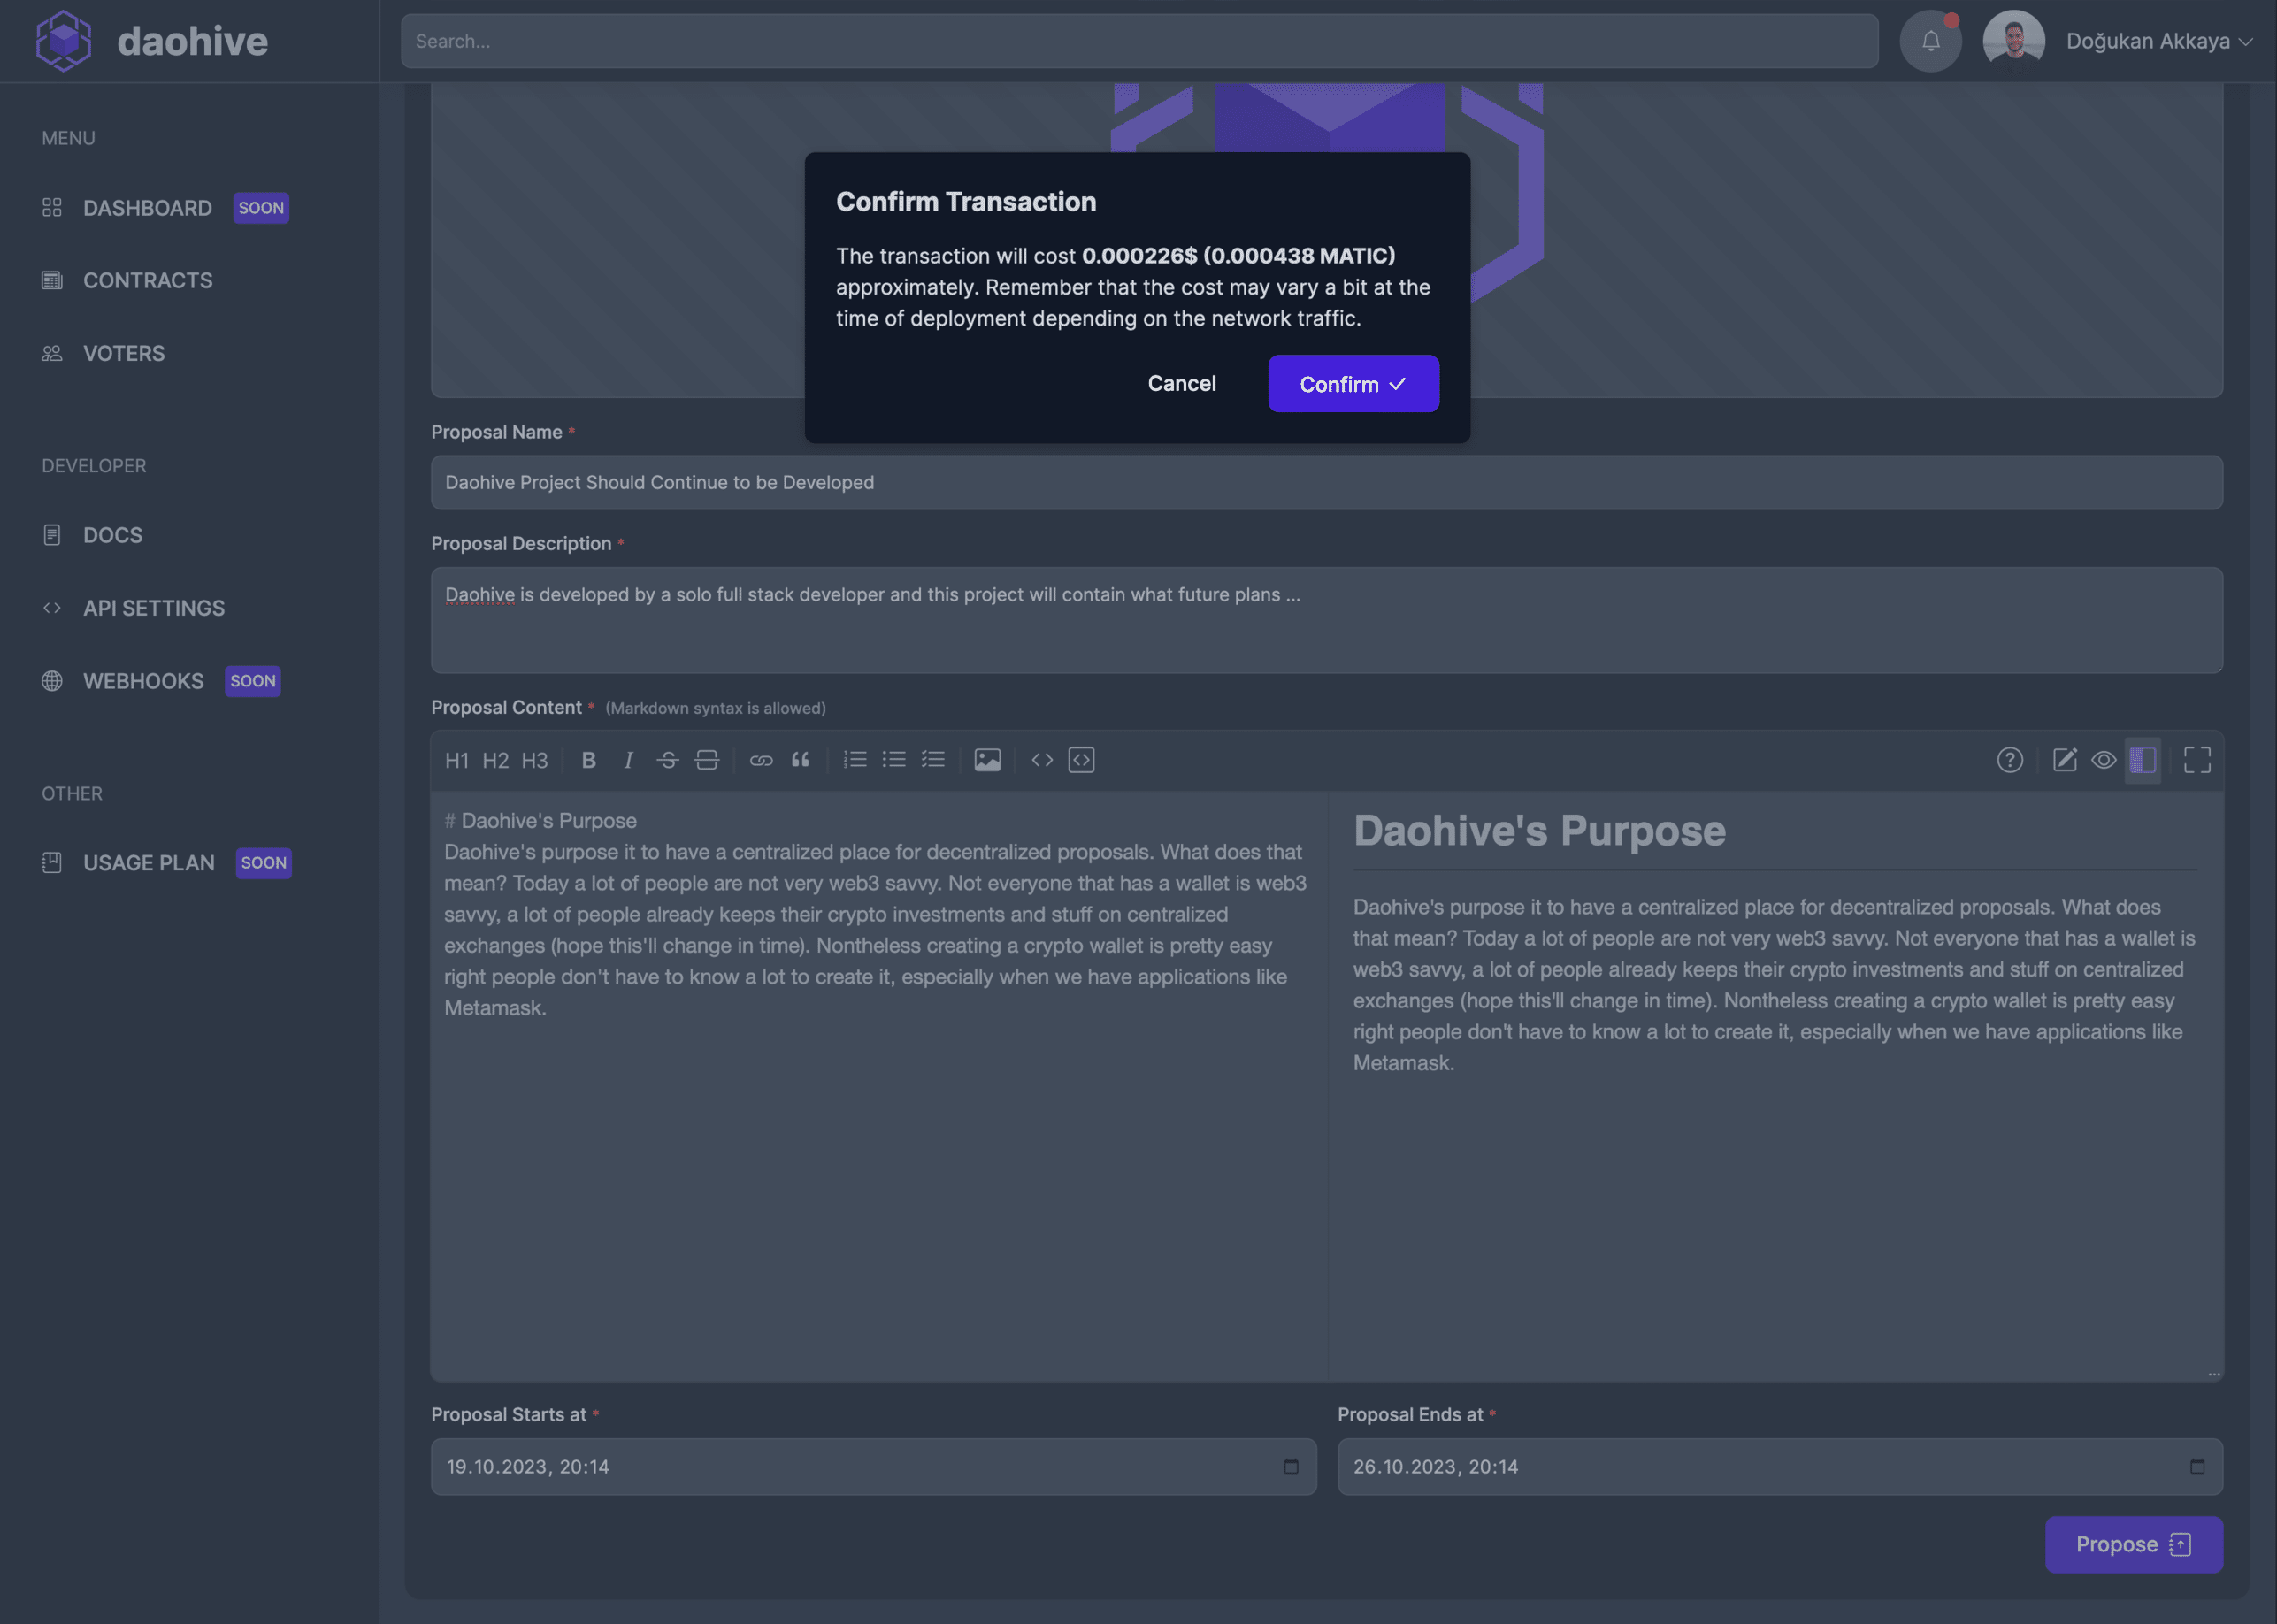 daohive
Search...
Doğukan Akkaya
MENU
DASHBOARD SOON
CONTRACTS
VOTERS
DEVELOPER
DOCS
API SETTINGS
WEBHOOKS SOON
OTHER
USAGE PLAN SOON
Confirm Transaction
The transaction will cost 0.000226$ (0.000438 MATIC)
approximately. Remember that the cost may vary a bit at the
time of deployment depending on the network traffic.
Cancel
Confirm
Proposal Name *
Daohive Project Should Continue to be Developed
Proposal Description *
Daohive is developed by a solo full stack developer and this project will contain what future plans ...
Proposal Content * (Markdown syntax is allowed)
H1 H2 H3 B I S
# Daohive's Purpose
Daohive's purpose it to have a centralized place for decentralized proposals. What does that
mean? Today a lot of people are not very web3 savvy. Not everyone that has a wallet is web3
savvy, a lot of people already keeps their crypto investments and stuff on centralized
exchanges (hope this'll change in time). Nontheless creating a crypto wallet is pretty easy
right people don't have to know a lot to create it, especially when we have applications like
Metamask.
Daohive's Purpose
Daohive's purpose it to have a centralized place for decentralized proposals. What does
that mean? Today a lot of people are not very web3 savvy. Not everyone that has a wallet is
web3 savvy, a lot of people already keeps their crypto investments and stuff on centralized
exchanges (hope this'll change in time). Nontheless creating a crypto wallet is pretty easy
right people don't have to know a lot to create it, especially when we have applications like
Metamask.
Proposal Starts at *
19.10.2023, 20:14
Proposal Ends at *
26.10.2023, 20:14
Propose